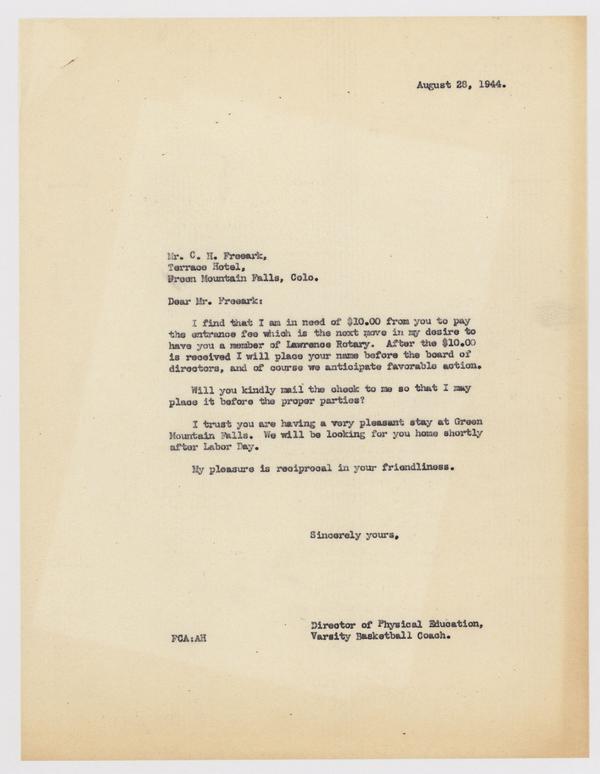 August 28, 1944.
Mr. C. H. Freeark,
Terrace Hotel,
Green Mountain Falls, Colo.
Dear Mr. Freeark:
I find that I am in need of $10.00 from you to pay
the entrance fee which is the next move in my desire to
have you a member of Lawrence Rotary. After the $10.00
is received I will place your name before the board of
directors, and of course we anticipate favorable action.
Will you kindly mail the check to me so that I may
place it before the proper parties?
I trust you are having a very pleasant stay at Green
Mountain Falls. We will be looking for you home shortly
after Labor Day.
My pleasure is reciprocal in your friendliness.
Sincerely yours,
Director of Physical Education,
FCA:AH Varsity Basketball Coach.